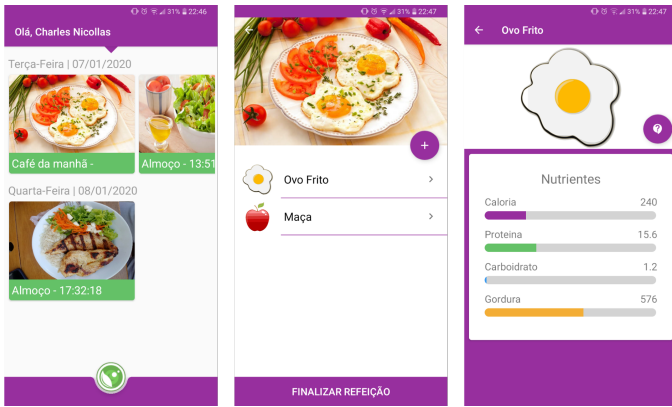 31% 22:46
Olá, Charles Nicollas
Terça-Feira | 07/01/2020
Café da manhã -
Almoço - 13:51
Quarta-Feira | 08/01/2020
Almoço - 17:32:18
31% 22:47
Ovo Frito
Maça
FINALIZAR REFEIÇÃO
31% 22:47
Ovo Frito
Nutrientes
Caloria 240
Proteina 15.6
Carboidrato 1.2
Gordura 576